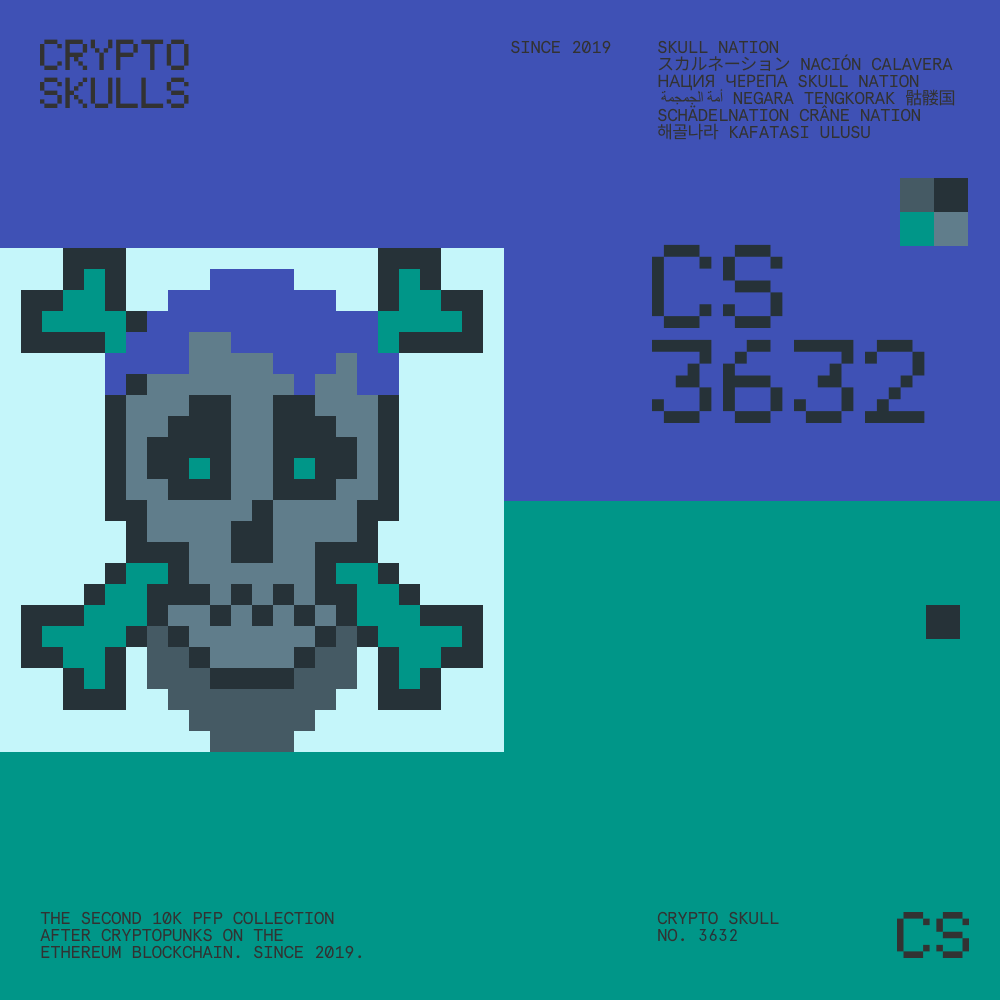 CRYPTO
SKULLS
SINCE 2019
SKULL NATION
スカルネーション NACIÓN CALAVERA
НАЦИЯ ЧЕРЕПА SKULL NATION
أمة الجمجمة NEGARA TENGKORAK 骷髅国
SCHÄDELNATION CRÂNE NATION
해골나라 KAFATASI ULUSU
CS
3632
THE SECOND 10K PFP COLLECTION
AFTER CRYPTOPUNKS ON THE
ETHEREUM BLOCKCHAIN. SINCE 2019.
CRYPTO SKULL
NO. 3632
CS